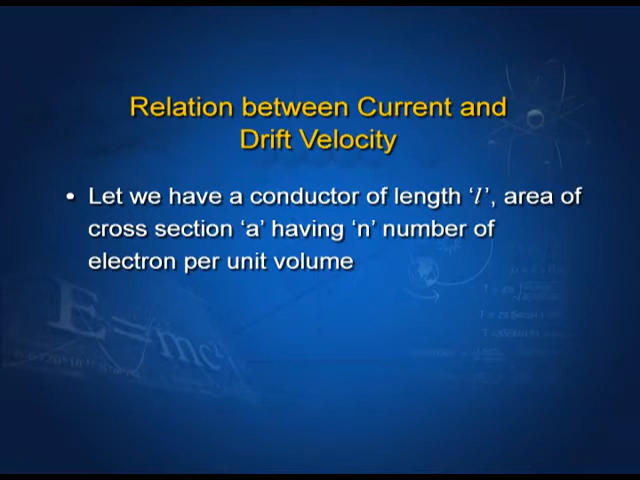 Relation between Current and
Drift Velocity
• Let we have a conductor of length ‘l’, area of
cross section ‘a’ having ‘n’ number of
electron per unit volume
E=mc²